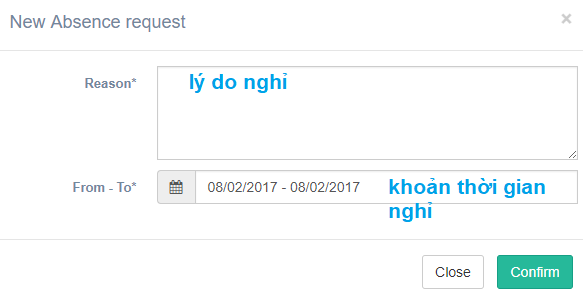 New Absence request
×
Reason*
lý do nghỉ
From - To*
08/02/2017 - 08/02/2017
khoản thời gian
nghỉ
Close
Confirm